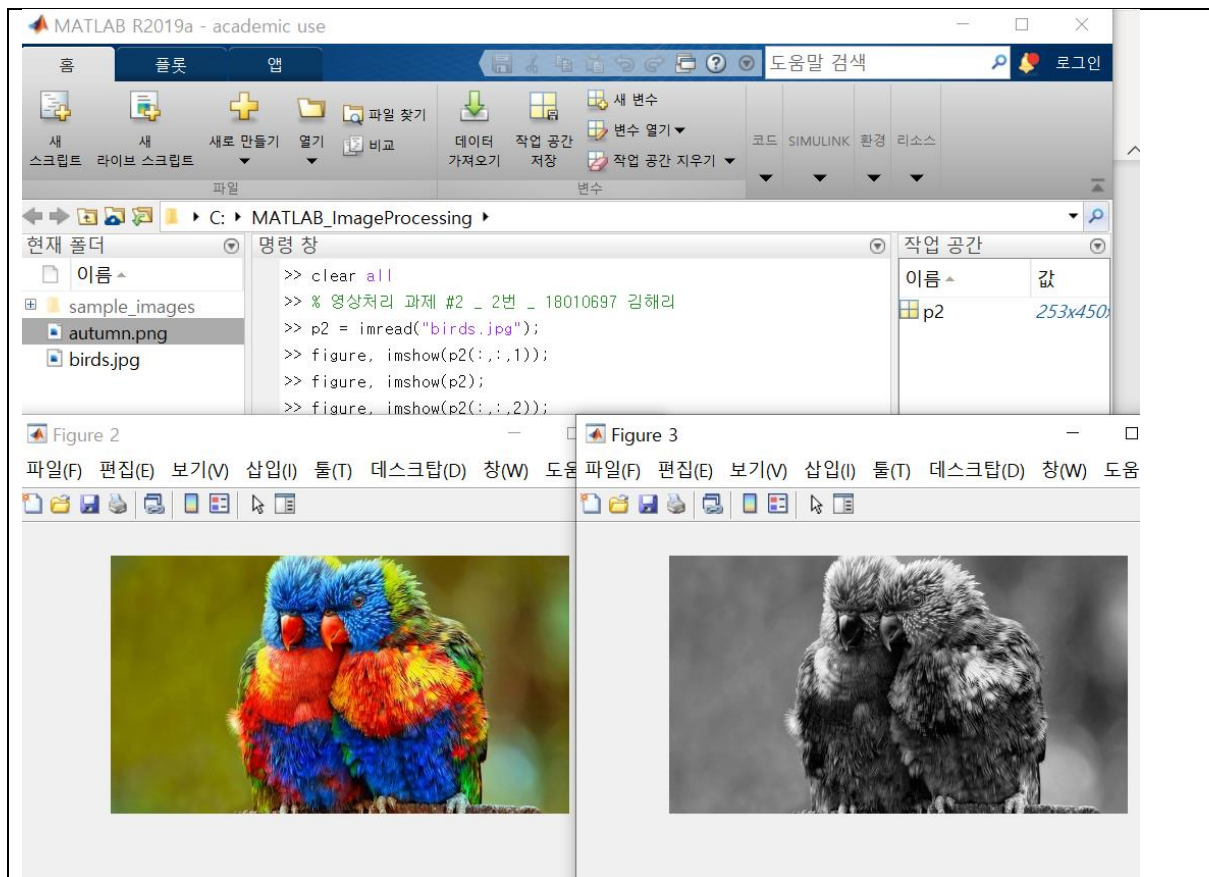 MATLAB R2019a - academic use
홈 플롯 앱 도움말 검색 로그인
새 스크립트
새 라이브 스크립트
새로 만들기
열기
파일 찾기
비교
파일
데이터 가져오기
작업 공간 저장
새 변수
변수 열기
작업 공간 지우기
변수
코드
SIMULINK
환경
리소스
C: MATLAB_ImageProcessing
현재 폴더
이름
sample_images
autumn.png
birds.jpg
명령 창
>> clear all
>> % 영상처리 과제 #2 _ 2번 _ 18010697 김해리
>> p2 = imread("birds.jpg");
>> figure, imshow(p2(:,:,1));
>> figure, imshow(p2);
>> figure, imshow(p2(:,:,2));
작업 공간
이름 값
p2 253x450
Figure 2
파일(F) 편집(E) 보기(V) 삽입(I) 툴(T) 데스크탑(D) 창(W)
Figure 3
파일(F) 편집(E) 보기(V) 삽입(I) 툴(T) 데스크탑(D) 창(W) 도움